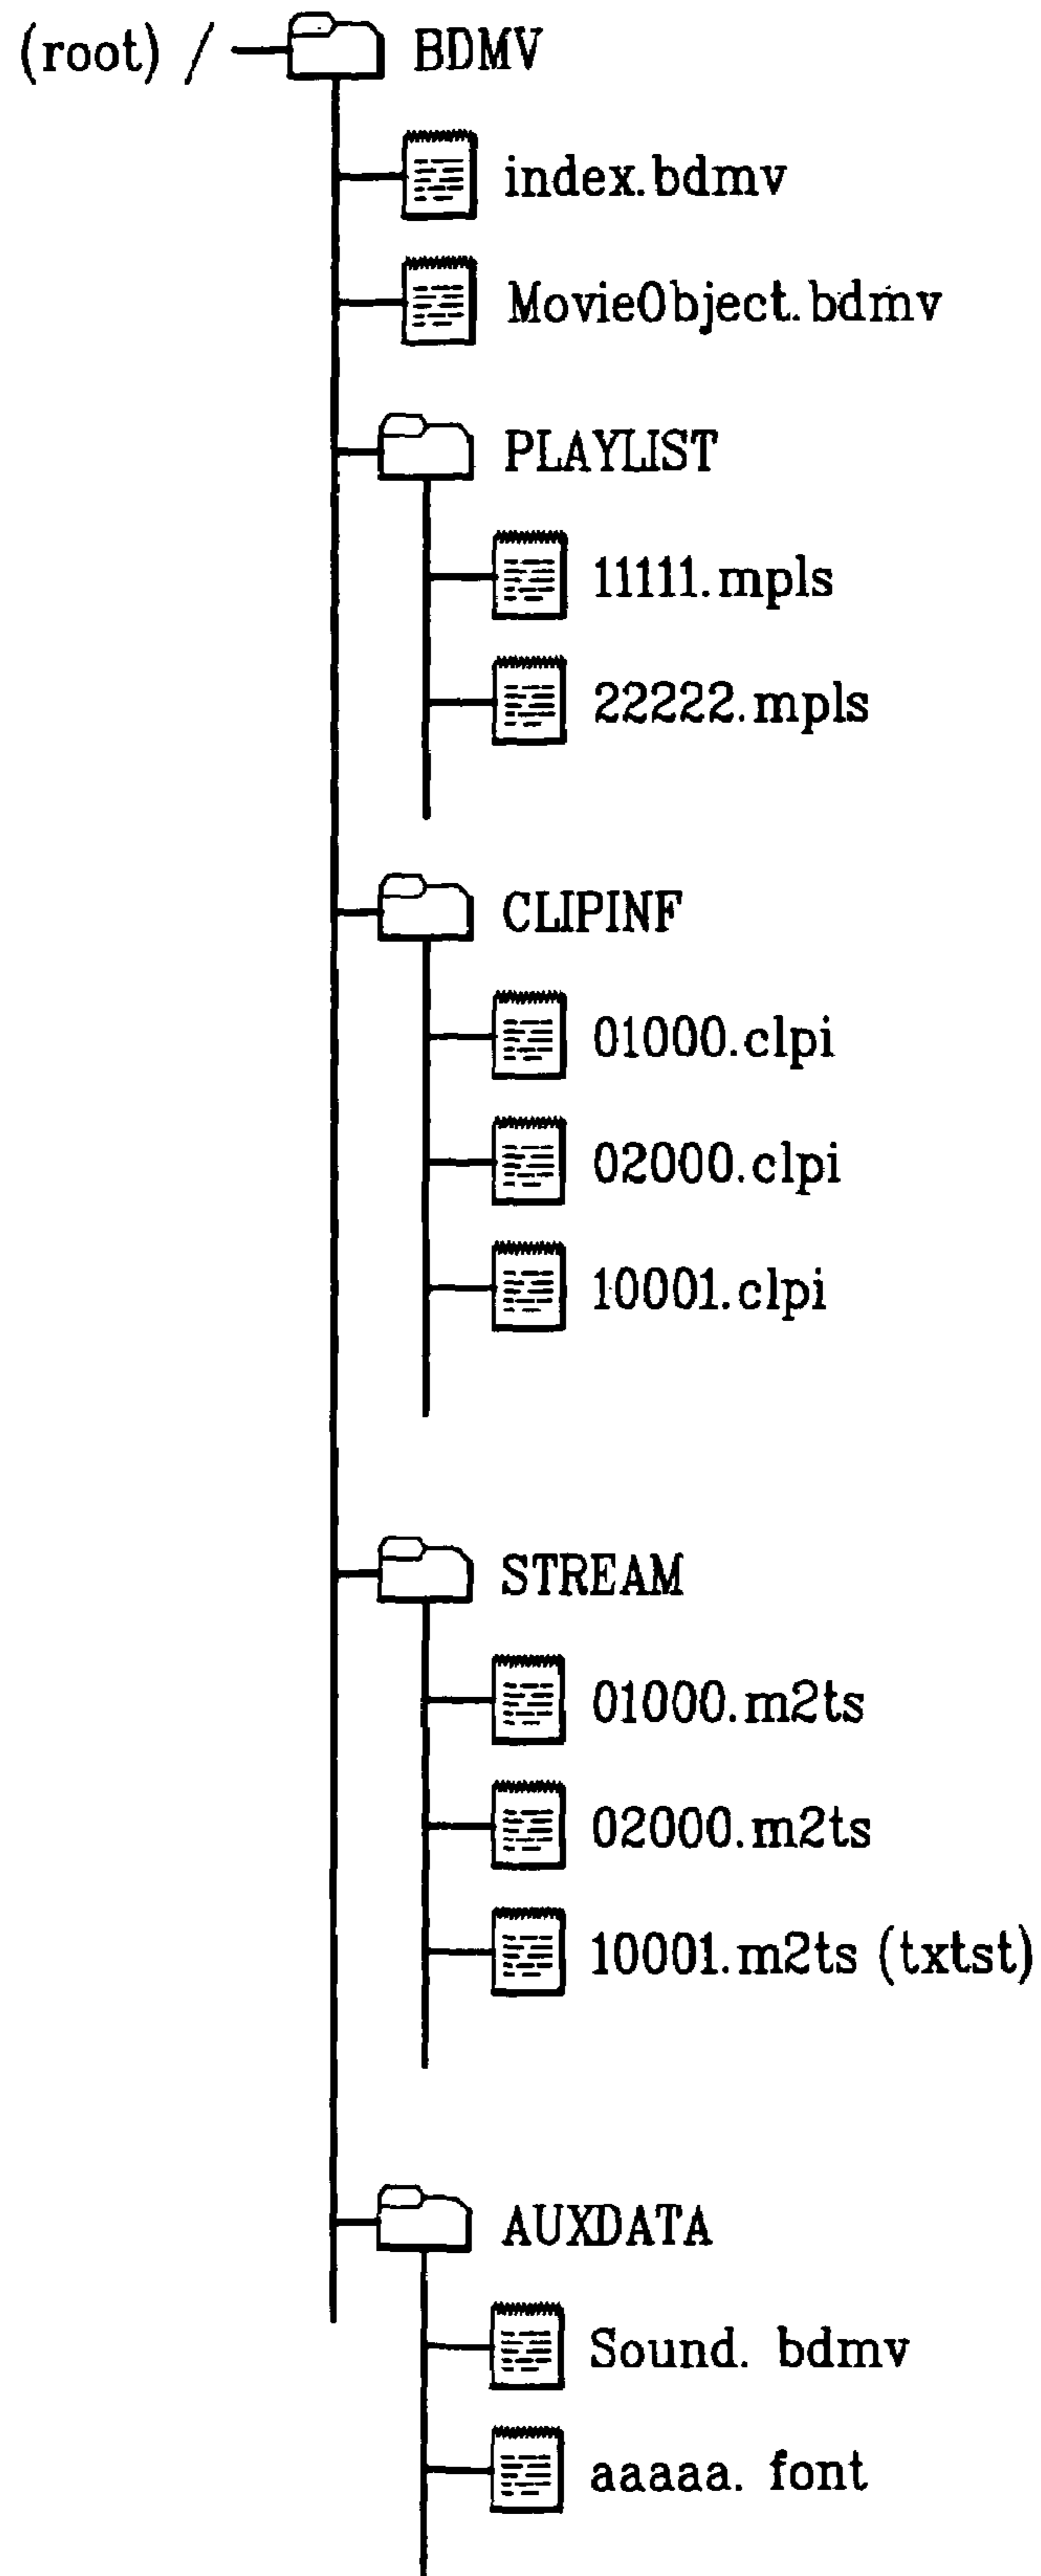 (root) / BDMV
index.bdmv
MovieObject.bdmv
PLAYLIST
11111.mpls
22222.mpls
CLIPINF
01000.clpi
02000.clpi
10001.clpi
STREAM
01000.m2ts
02000.m2ts
10001.m2ts (txtst)
AUXDATA
Sound. bdmv
aaaaa. font